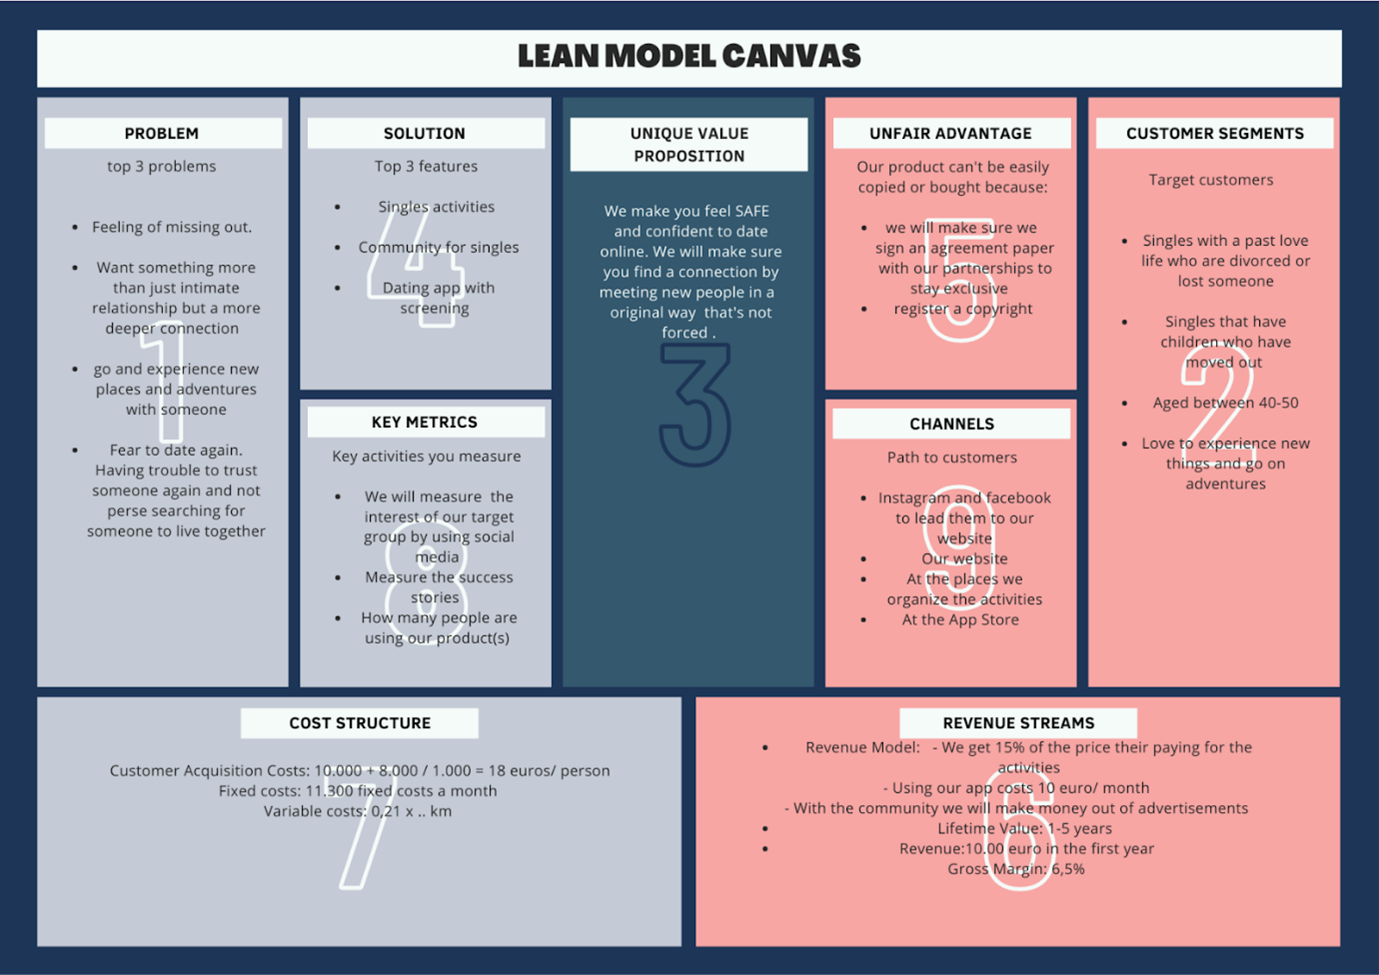 LEAN MODEL CANVAS
PROBLEM
top 3 problems
• Feeling of missing out.
• Want something more
than just intimate
relationship but a more
deeper connection
• go and experience new
places and adventures
with someone
• Fear to date again.
Having trouble to trust
someone again and not
perse searching for
someone to live together
1
SOLUTION
Top 3 features
• Singles activities
• Community for singles
• Dating app with
screening
4
KEY METRICS
Key activities you measure
• We will measure the
interest of our target
group by using social
media
• Measure the success
stories
• How many people are
using our product(s)
8
UNIQUE VALUE
PROPOSITION
We make you feel SAFE
and confident to date
online. We will make sure
you find a connection by
meeting new people in a
original way that's not
forced .
3
UNFAIR ADVANTAGE
Our product can't be easily
copied or bought because:
• we will make sure we
sign an agreement paper
with our partnerships to
stay exclusive
• register a copyright
5
CHANNELS
Path to customers
• Instagram and facebook
to lead them to our
website
• Our website
• At the places we
organize the activities
• At the App Store
9
CUSTOMER SEGMENTS
Target customers
• Singles with a past love
life who are divorced or
lost someone
• Singles that have
children who have
moved out
• Aged between 40-50
• Love to experience new
things and go on
adventures
2
COST STRUCTURE
Customer Acquisition Costs: 10.000 + 8.000 / 1.000 = 18 euros/ person
Fixed costs: 11.300 fixed costs a month
Variable costs: 0,21 x .. km
7
REVENUE STREAMS
• Revenue Model: - We get 15% of the price their paying for the
activities
- Using our app costs 10 euro/ month
- With the community we will make money out of advertisements
• Lifetime Value: 1-5 years
• Revenue:10.00 euro in the first year
Gross Margin: 6,5%
6